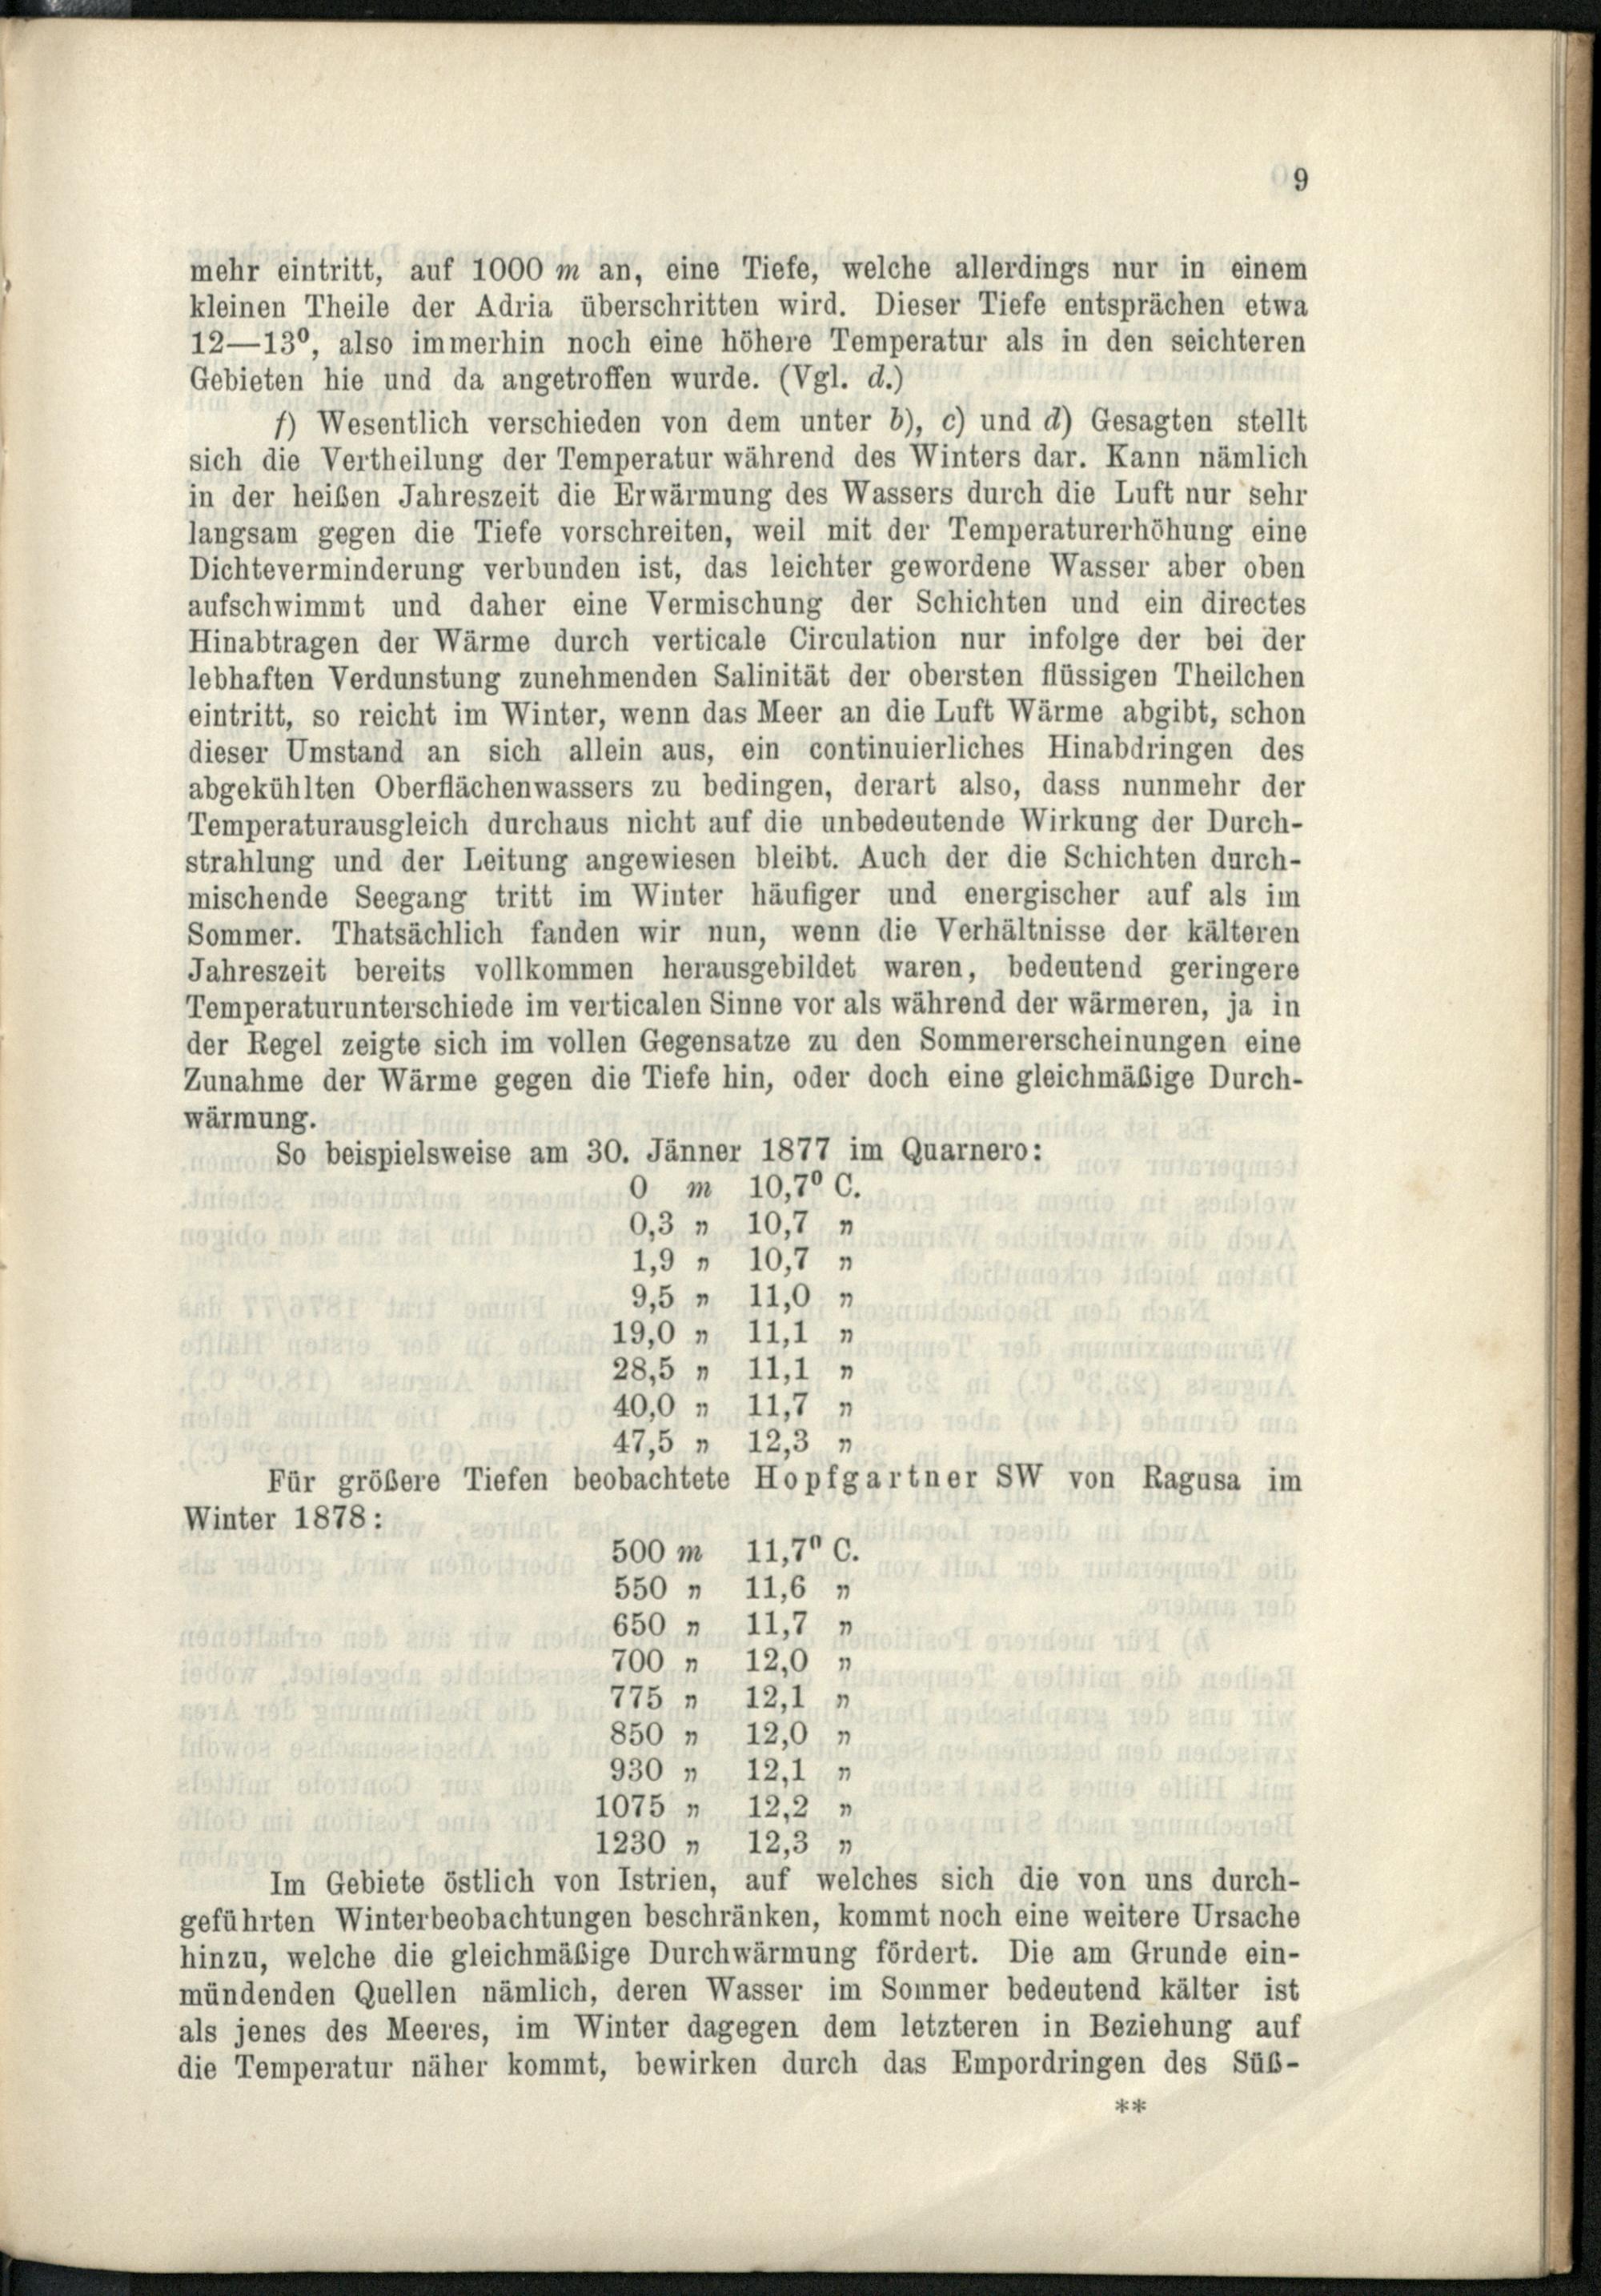 9
mehr eintritt, auf 1000 m an, eine Tiefe, welche allerdings nur in einem
kleinen Theile der Adria überschritten wird. Dieser Tiefe entsprächen etwa
12—13⁰, also immerhin noch eine höhere Temperatur als in den seichteren
Gebieten hie und da angetroffen wurde. (Vgl. d.)
f) Wesentlich verschieden von dem unter b), c) und d) Gesagten stellt
sich die Vertheilung der Temperatur während des Winters dar. Kann nämlich
in der heißen Jahreszeit die Erwärmung des Wassers durch die Luft nur sehr
langsam gegen die Tiefe vorschreiten, weil mit der Temperaturerhöhung eine
Dichteverminderung verbunden ist, das leichter gewordene Wasser aber oben
aufschwimmt und daher eine Vermischung der Schichten und ein directes
Hinabtragen der Wärme durch verticale Circulation nur infolge der bei der
lebhaften Verdunstung zunehmenden Salinität der obersten flüssigen Theilchen
eintritt, so reicht im Winter, wenn das Meer an die Luft Wärme abgibt, schon
dieser Umstand an sich allein aus, ein continuierliches Hinabdringen des
abgekühlten Oberflächenwassers zu bedingen, derart also, dass nunmehr der
Temperaturausgleich durchaus nicht auf die unbedeutende Wirkung der Durch-
strahlung und der Leitung angewiesen bleibt. Auch der die Schichten durch-
mischende Seegang tritt im Winter häufiger und energischer auf als im
Sommer. Thatsächlich fanden wir nun, wenn die Verhältnisse der kälteren
Jahreszeit bereits vollkommen herausgebildet waren, bedeutend geringere
Temperaturunterschiede im verticalen Sinne vor als während der wärmeren, ja in
der Regel zeigte sich im vollen Gegensatze zu den Sommererscheinungen eine
Zunahme der Wärme gegen die Tiefe hin, oder doch eine gleichmäßige Durch-
wärmung.
So beispielsweise am 30. Jänner 1877 im Quarnero:
0 m 10,7⁰ C.
0,3 „ 10,7 „
1,9 „ 10,7 „
9,5 „ 11,0 „
19,0 „ 11,1 „
28,5 „ 11,1 „
40,0 „ 11,7 „
47,5 „ 12,3 „
Für größere Tiefen beobachtete Hopfgartner SW von Ragusa im
Winter 1878:
500 m 11,7⁰ C.
550 „ 11,6 „
650 „ 11,7 „
700 „ 12,0 „
775 „ 12,1 „
850 „ 12,0 „
930 „ 12,1 „
1075 „ 12,2 „
1230 „ 12,3 „
Im Gebiete östlich von Istrien, auf welches sich die von uns durch-
geführten Winterbeobachtungen beschränken, kommt noch eine weitere Ursache
hinzu, welche die gleichmäßige Durchwärmung fördert. Die am Grunde ein-
mündenden Quellen nämlich, deren Wasser im Sommer bedeutend kälter ist
als jenes des Meeres, im Winter dagegen dem letzteren in Beziehung auf
die Temperatur näher kommt, bewirken durch das Empordringen des Süß-
**